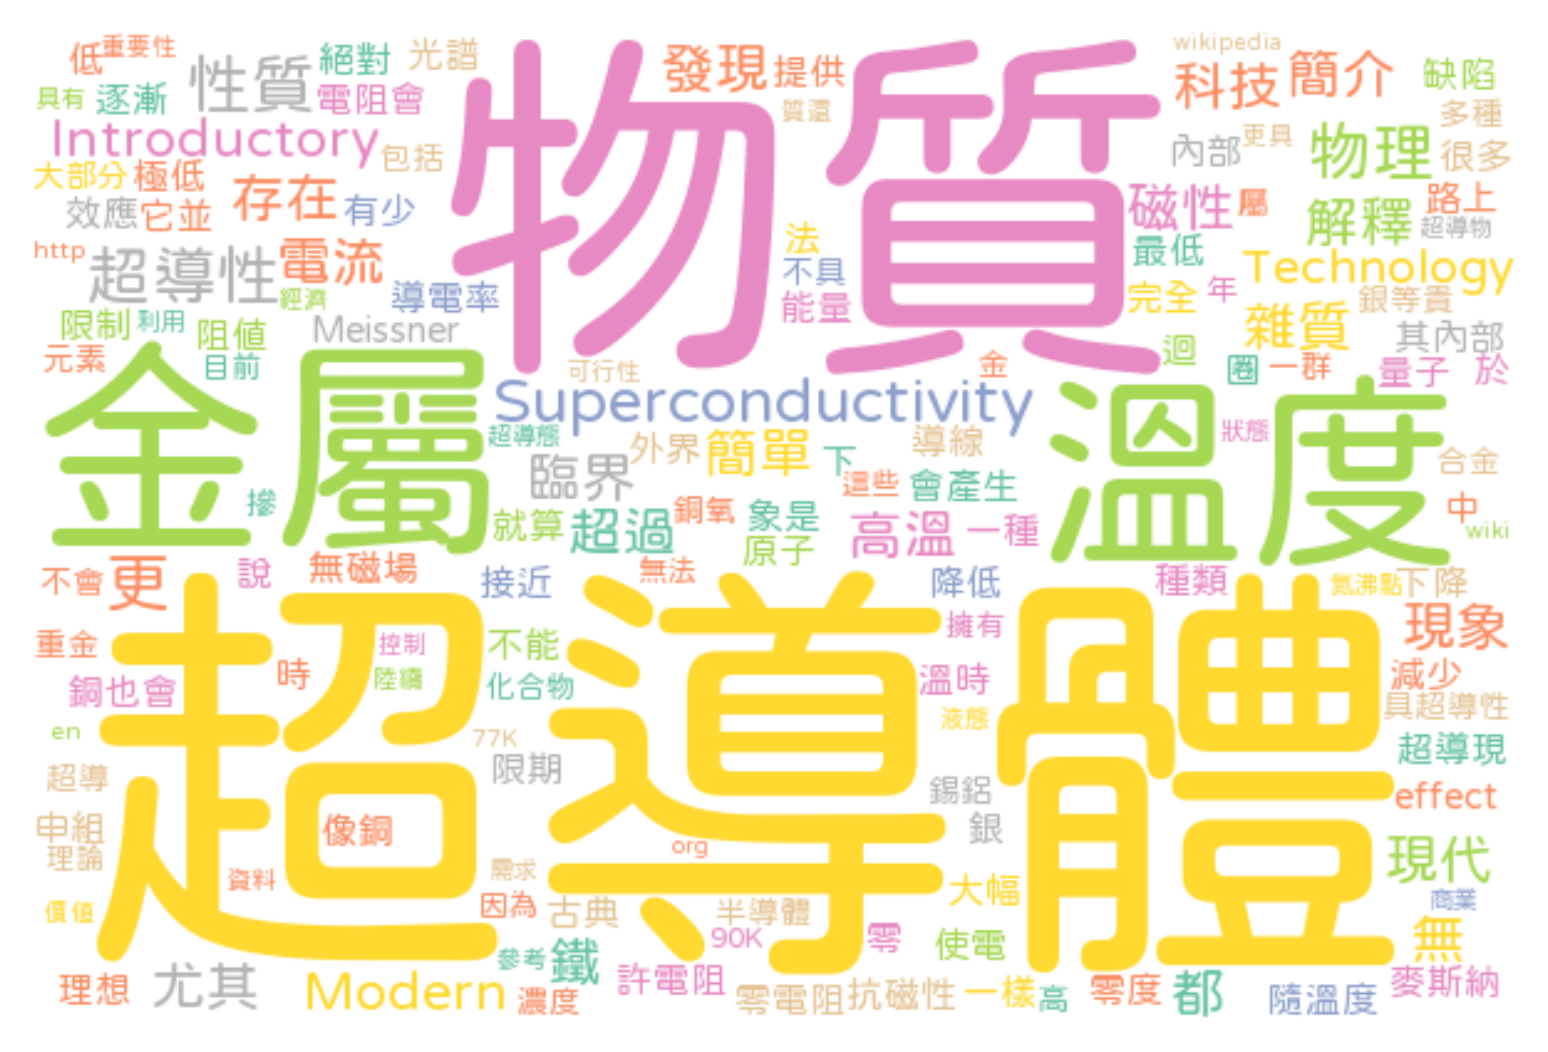 重要性
低
性質
絕對
光譜
發現
提供
wikipedia
科技
簡介
缺陷
具有
逐漸
電阻會
物質
質還
多種
Introductory
包括
內部
更具
物理
很多
大部分
極低
存在
有少
磁性
屬
路上
效應
它並
解釋
超導物
http
超導性
電流
經濟
導電率
法
不具
能量
最低
完全
年
Technology
銀等貴
限制
利用
阻值
Meissner
雜質
其內部
元素
目前
可行性
金
迴
圈
一群
量子
於
金屬
Superconductivity
溫度
狀態
超導態
外界
簡單
下
導線
合金
臨界
這些
會產生
摻
就算
超過
銅氧
象是
原子
高溫
一種
中
wiki
不會
更
說
無磁場
接近
無法
降低
種類
氮沸點
下降
超導體
重金
時
控制
陸續
不能
擁有
現象
銅也會
化合物
溫時
減少
具超導性
en
77K
液態
超導現
超導
限期
錫鋁
effect
申組
像銅
銀
理論
org
現代
資料
需求
大幅
價值
因為
古典
半導體
商業
90K
零
使電
無
參考
鐵
理想
尤其
Modern
濃度
許電阻
零電阻
抗磁性
一樣
高
零度
都
隨溫度
麥斯納